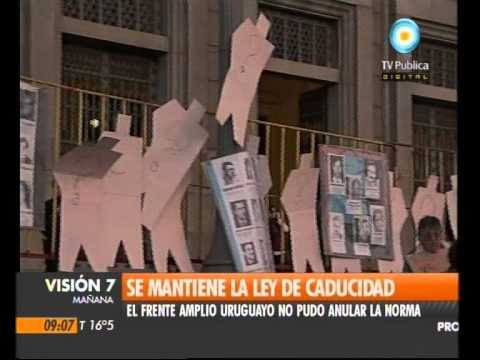 TV Publica
DIGITAL
VISIÓN 7
MAÑANA
SE MANTIENE LA LEY DE CADUCIDAD
EL FRENTE AMPLIO URUGUAYO NO PUDO ANULAR LA NORMA
09:07 T 16°5
PRO